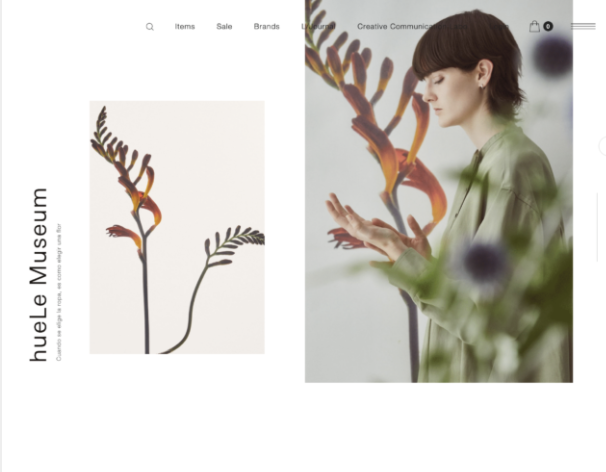 Items
Sale
Brands
Creative Communica
0
hueLe Museum
Cuando se elige la ropa, es como elegir una flor